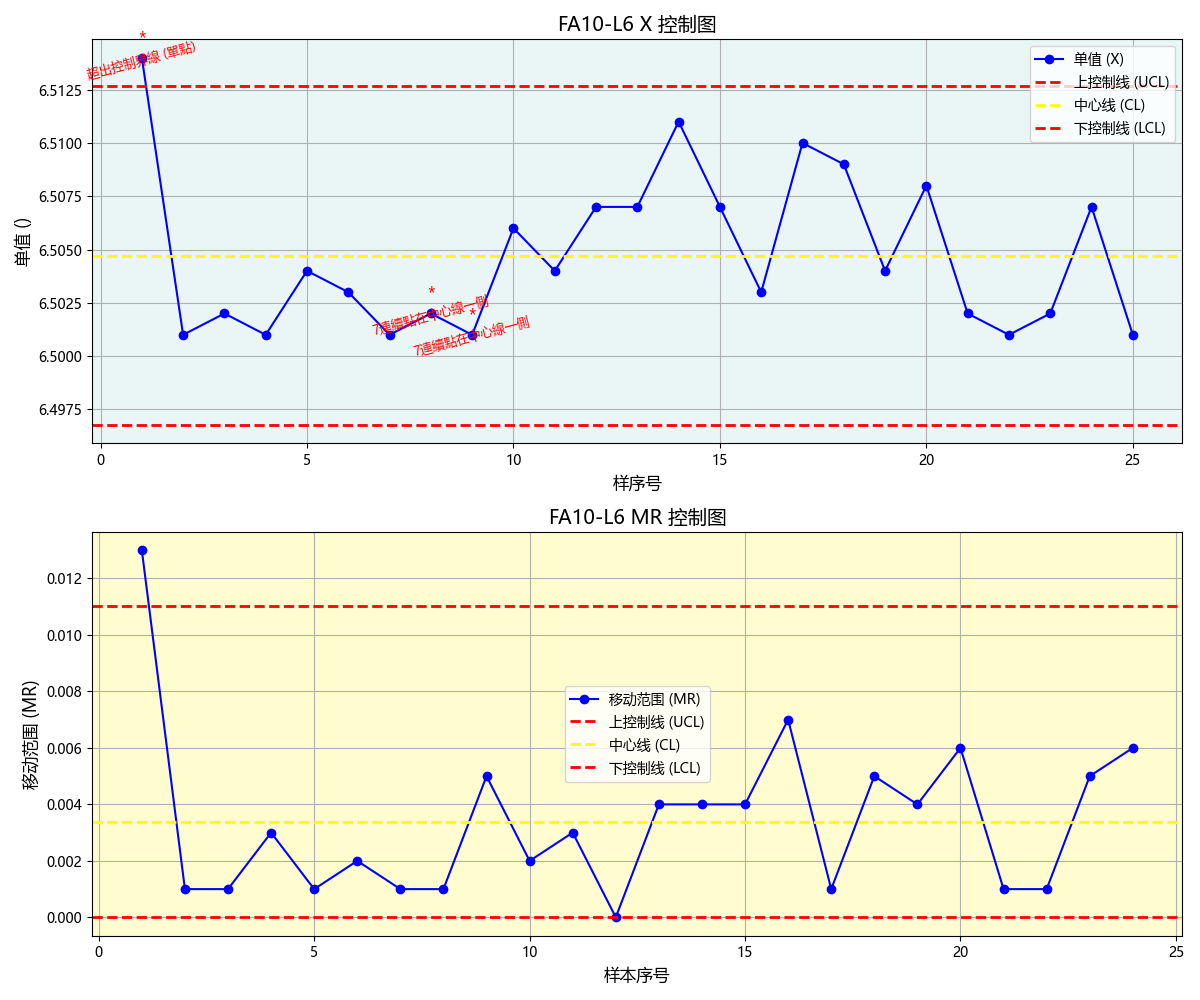 FA10-L6 X 控制图
*
超出控制界線 (單點)
单值 (X)
上控制线 (UCL)
中心线 (CL)
下控制线 (LCL)
6.5125
6.5100
6.5075
6.5050
6.5025
6.5000
6.4975
单值 ()
*
7連續點在中心線一側
*
7連續點在中心線一側
0
5
10
15
20
25
样序号
FA10-L6 MR 控制图
0.012
0.010
0.008
0.006
0.004
0.002
0.000
移动范围 (MR)
移动范围 (MR)
上控制线 (UCL)
中心线 (CL)
下控制线 (LCL)
0
5
10
15
20
25
样本序号